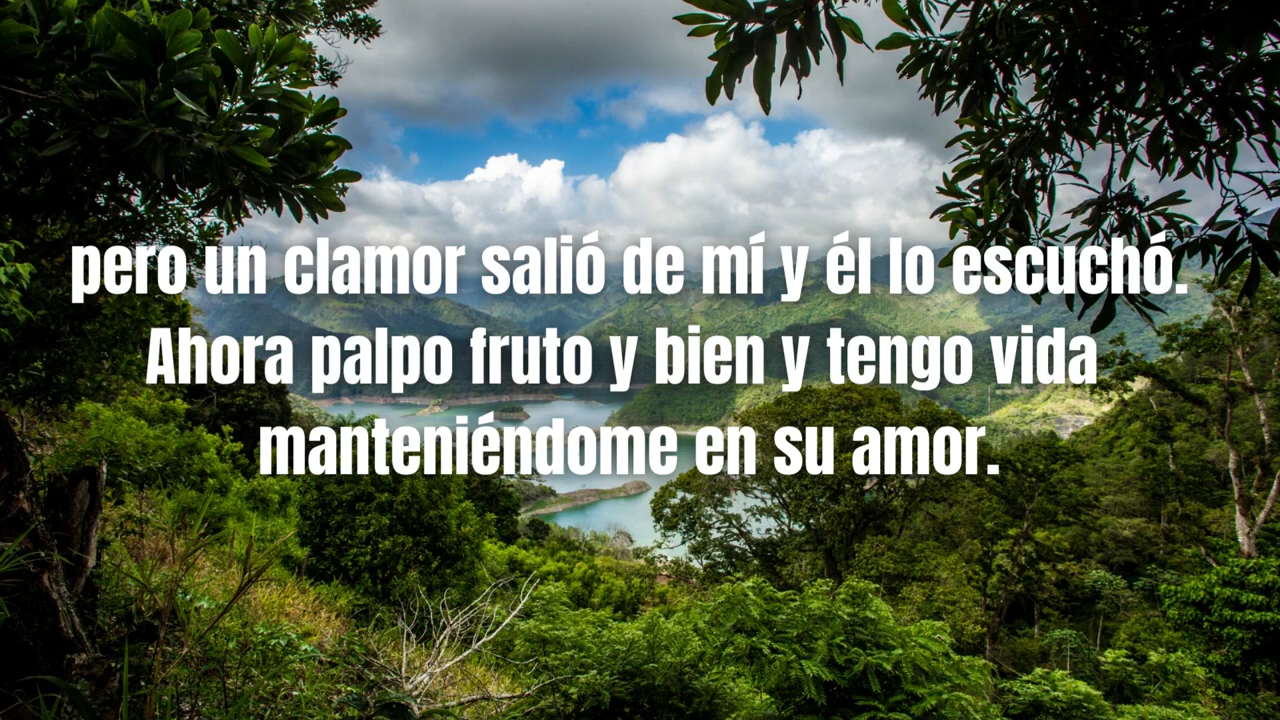 pero un clamor salió de mí y él lo escuchó.
Ahora palpo fruto y bien y tengo vida
manteniéndome en su amor.